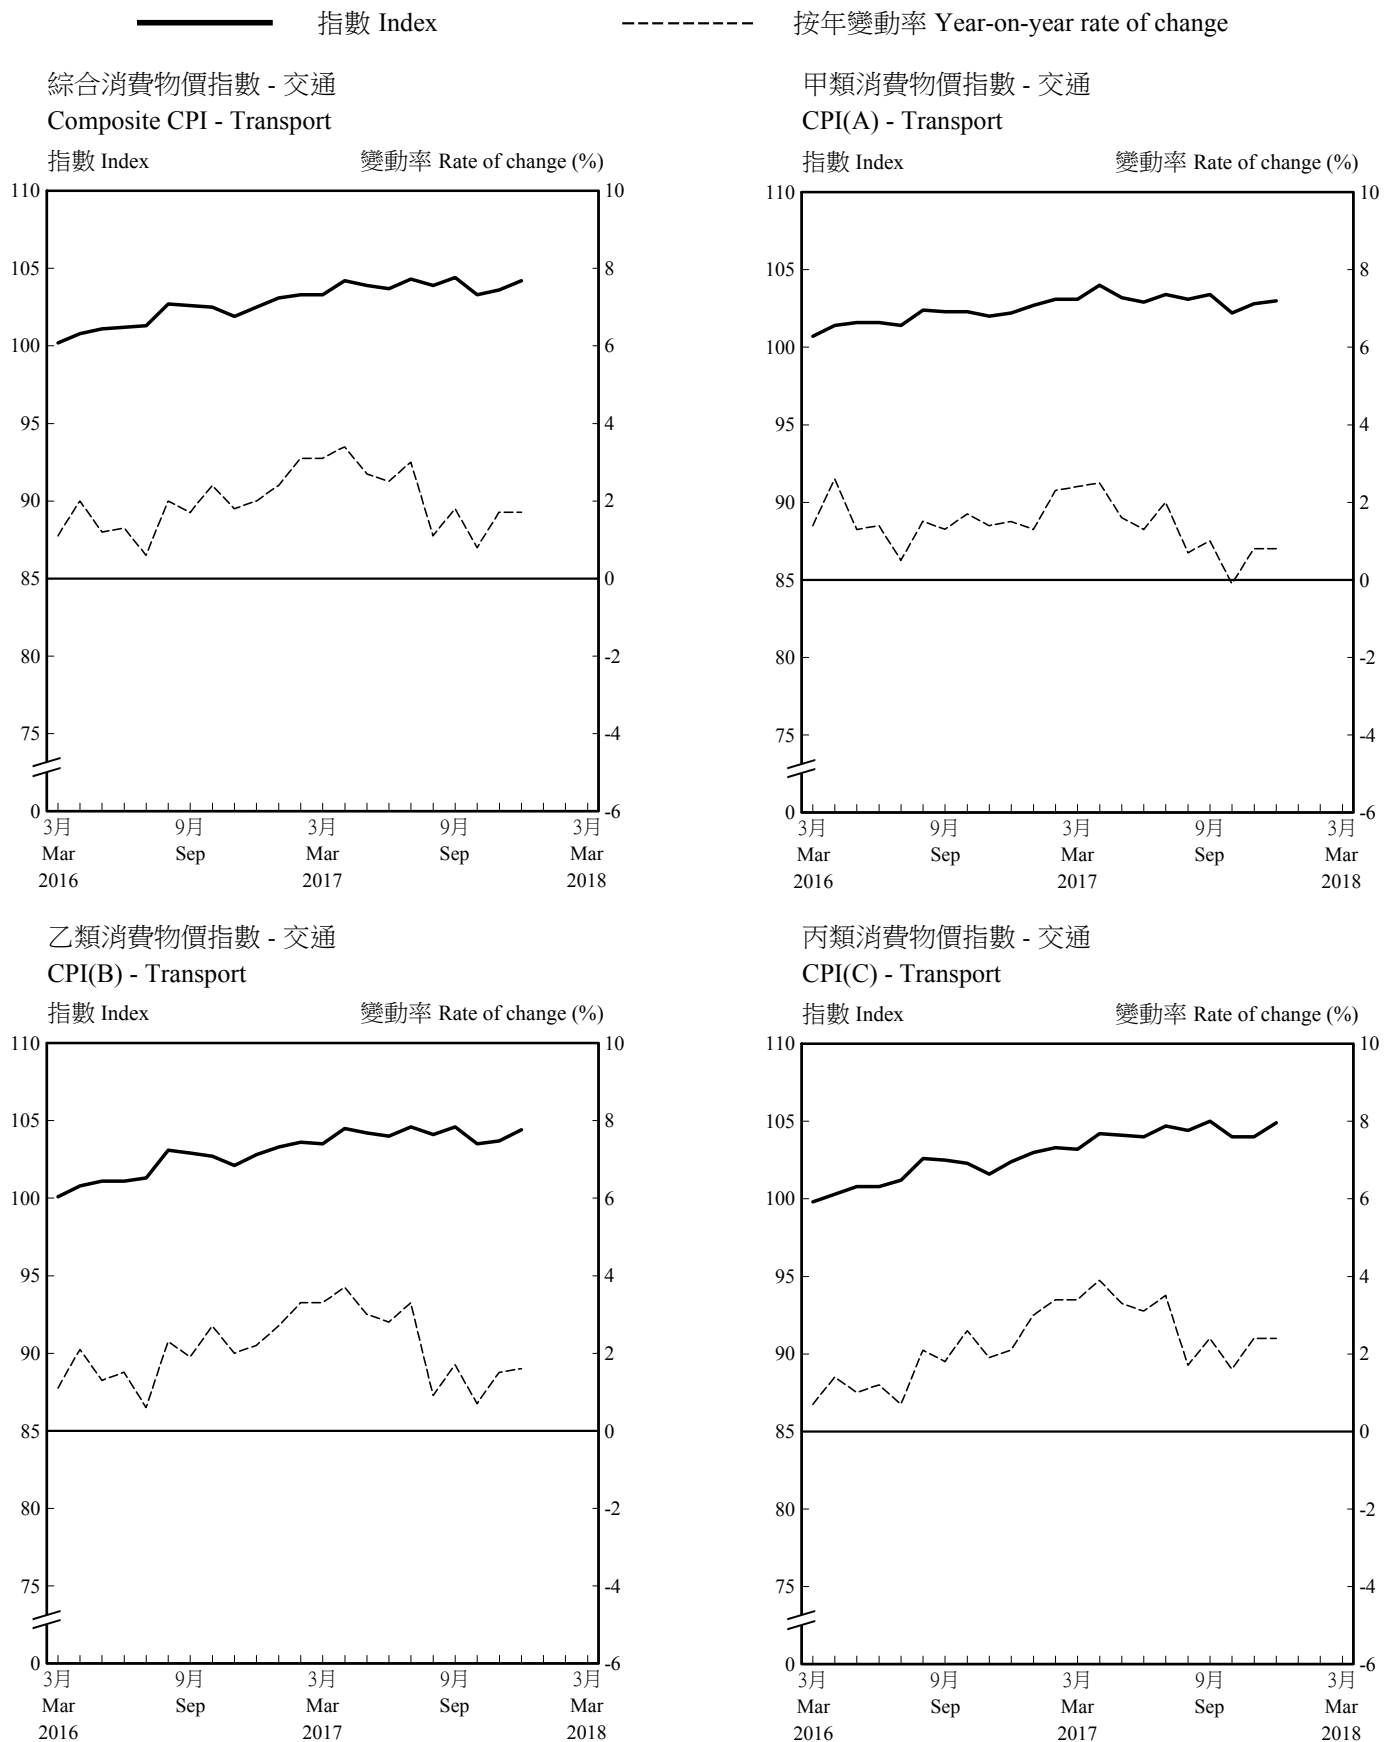 指數 Index
按年變動率 Year-on-year rate of change
綜合消費物價指數 - 交通
Composite CPI - Transport
指數 Index 變動率 Rate of change (%)
110 10
105 8
100 6
95 4
90 2
85 0
80 -2
75 -4
0 -6
3月 9月 3月 9月 3月
Mar Sep Mar Sep Mar
2016 2017 2018
甲類消費物價指數 - 交通
CPI(A) - Transport
指數 Index 變動率 Rate of change (%)
110 10
105 8
100 6
95 4
90 2
85 0
80 -2
75 -4
0 -6
3月 9月 3月 9月 3月
Mar Sep Mar Sep Mar
2016 2017 2018
乙類消費物價指數 - 交通
CPI(B) - Transport
指數 Index 變動率 Rate of change (%)
110 10
105 8
100 6
95 4
90 2
85 0
80 -2
75 -4
0 -6
3月 9月 3月 9月 3月
Mar Sep Mar Sep Mar
2016 2017 2018
丙類消費物價指數 - 交通
CPI(C) - Transport
指數 Index 變動率 Rate of change (%)
110 10
105 8
100 6
95 4
90 2
85 0
80 -2
75 -4
0 -6
3月 9月 3月 9月 3月
Mar Sep Mar Sep Mar
2016 2017 2018